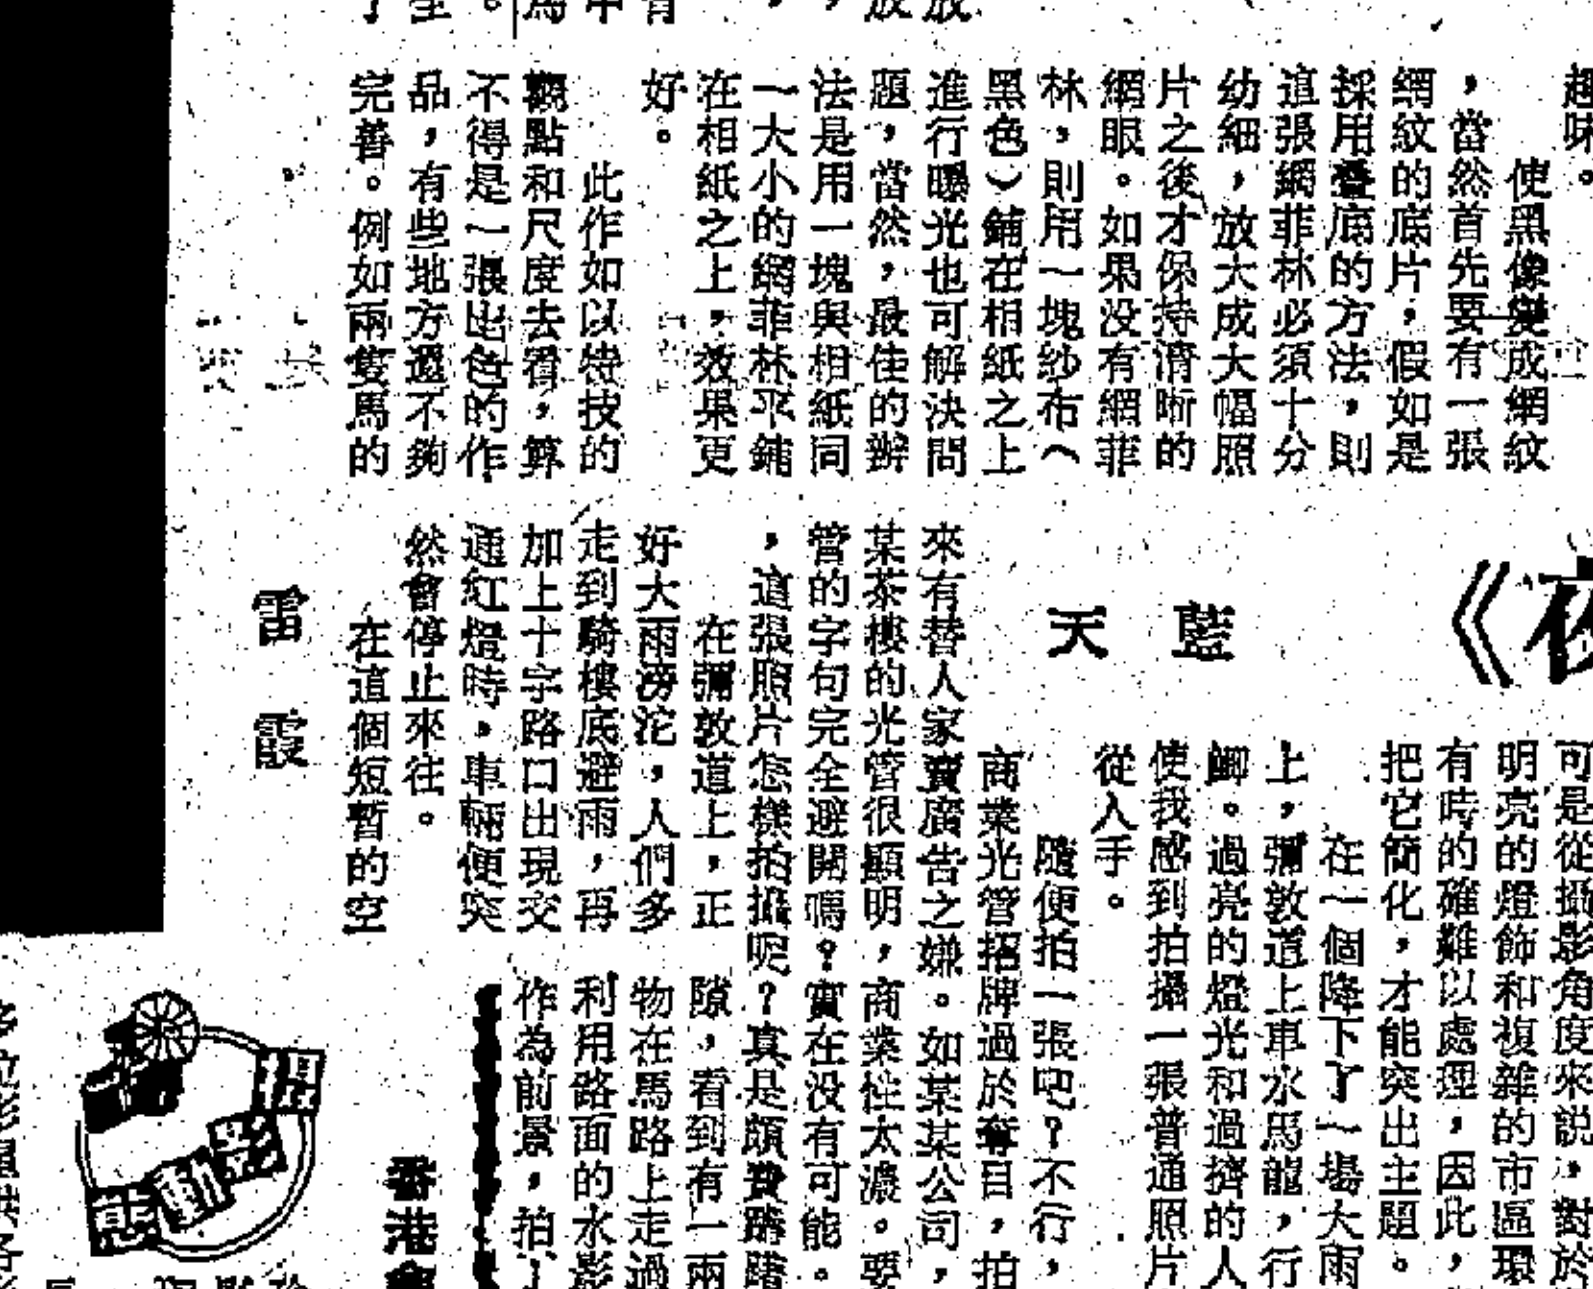 趣味。
使黑像變成網紋
，當然首先要有一張
網紋的底片，假如是
採用疊底的方法，則
這張網菲林必須十分
幼細，放大成大幅照
片之後才保持清晰的
網眼。如果没有網菲
林，則用一塊紗布（
黑色）鋪在相紙之上
進行曝光也可解決問
題，當然，最佳的辦
法是用一塊與相紙同
一大小的網菲林平鋪
在相紙之上，效果更
好。
此作如以特技的
觀點和尺度去看，算
不得是一張出色的作
品，有些地方還不夠
完善。例如兩隻馬的
《夜
藍天
可是從攝影角度來說，對於
明亮的燈飾和複雜的市區環
有時的確難以處理，因此，
把它簡化，才能突出主題。
在一個降下了一場大雨
上，彌敦道上車水馬龍，行
鯽。過亮的燈光和過擠的人
使我感到拍攝一張普通照片
從入手。
隨便拍一張吧？不行，
商業光管招牌過於奪目，拍
來有替人家賣廣告之嫌。如某某公司，
某茶樓的光管很顯明，商業性太濃。要
管的字句完全避開嗎？實在没有可能。
，這張照片怎樣拍攝呢？真是頗費躊躇
在彌敦道上，正
好大雨滂沱，人們多
走到騎樓底避雨，再
加上十字路口出現交
通紅燈時，車輛便突
然會停止來往。
在這個短暫的空
隙，看到有一兩
物在馬路上走過
利用路面的水影
作為前景，拍了
雷霞
香港
攝影動態